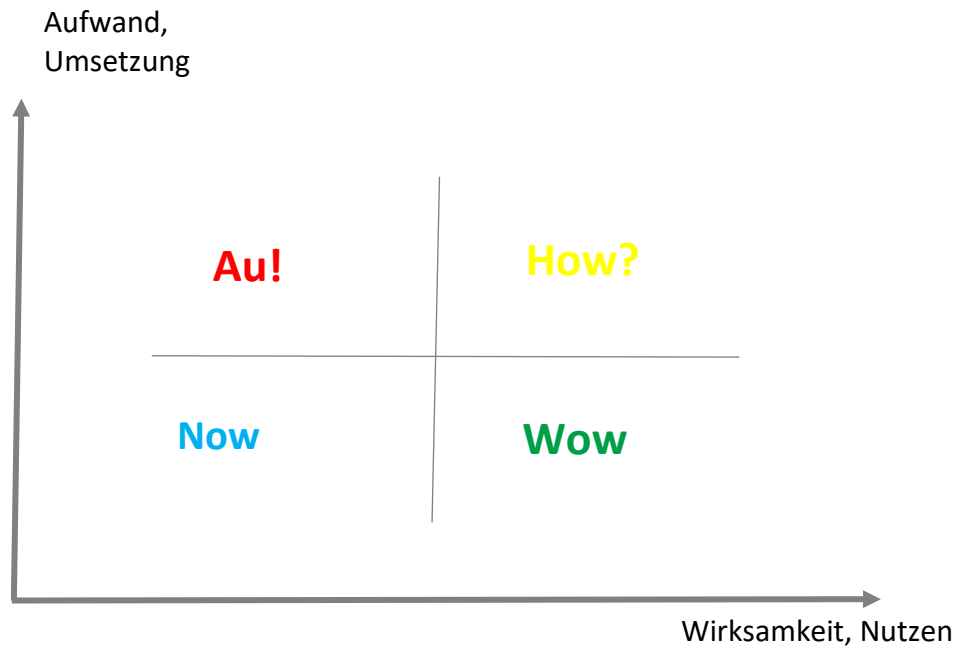 Aufwand,
Umsetzung
Au!
How?
Now
Wow
Wirksamkeit, Nutzen